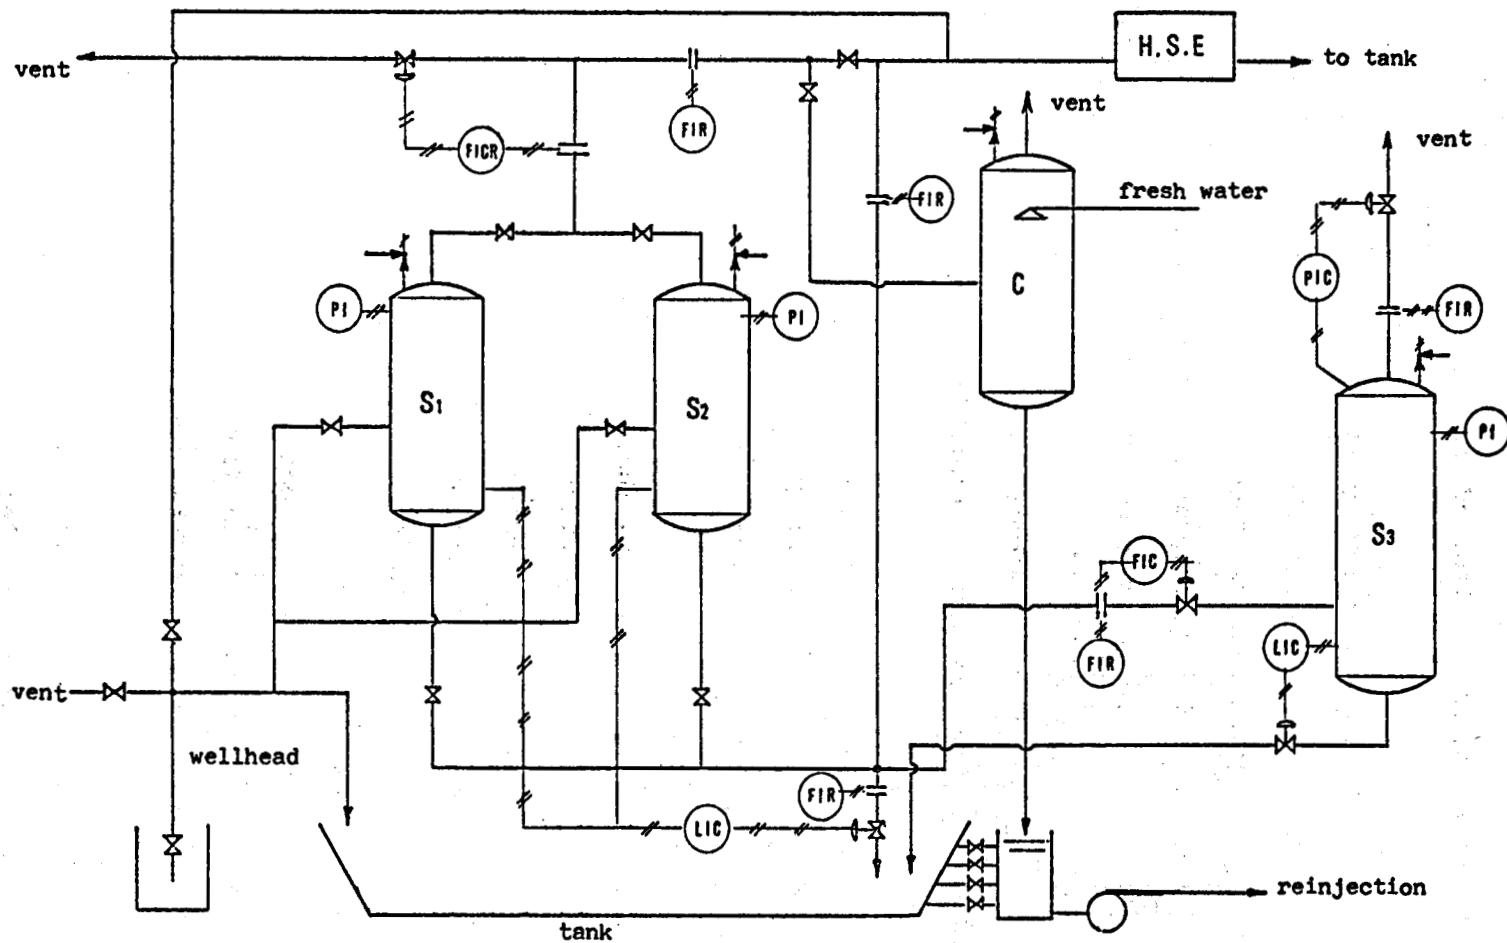 H.S.E
vent
to tank
vent
FIR
vent
FICR
FIR
fresh water
PIC
C
PI
PI
FIR
S1
S2
PI
S3
FIC
LIC
FIR
vent
wellhead
FIR
LIC
reinjection
tank